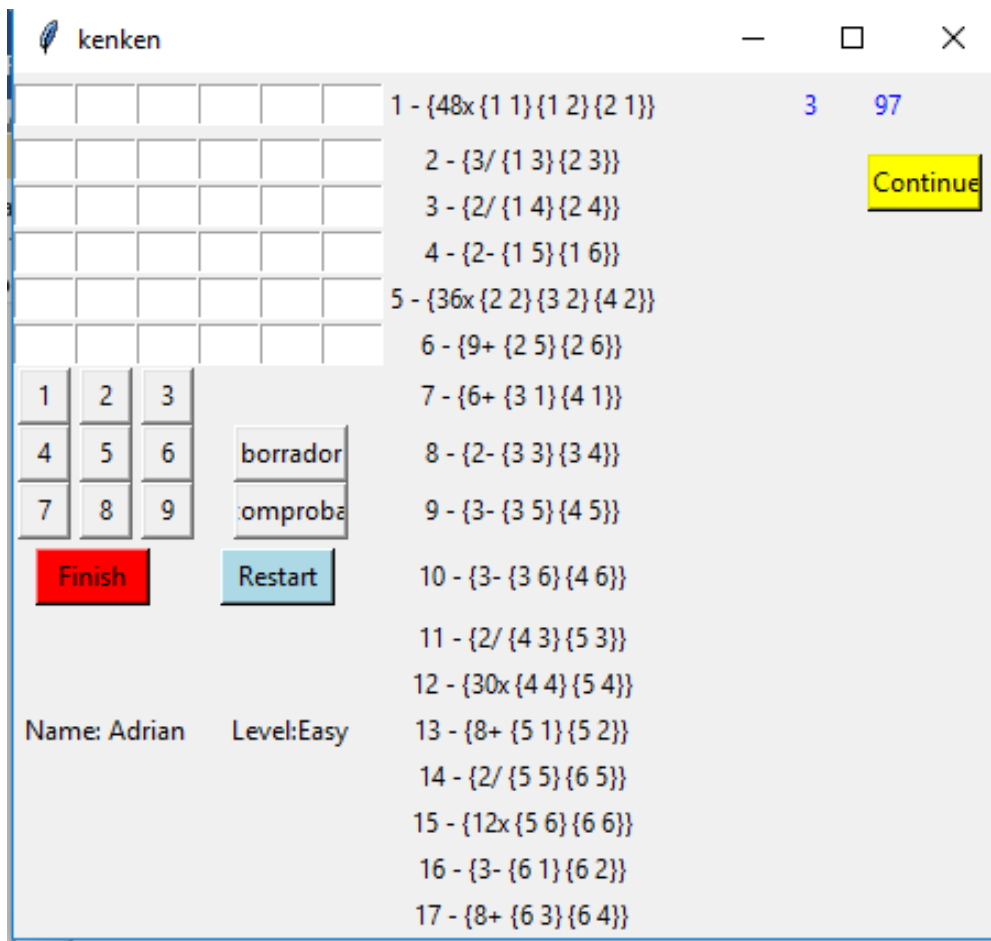 kenken
1 - {48x {1 1} {1 2} {2 1}} 3 97
2 - {3/ {1 3} {2 3}}
Continue
3 - {2/ {1 4} {2 4}}
4 - {2- {1 5} {1 6}}
5 - {36x {2 2} {3 2} {4 2}}
6 - {9+ {2 5} {2 6}}
1 2 3 7 - {6+ {3 1} {4 1}}
4 5 6 borrador 8 - {2- {3 3} {3 4}}
7 8 9 comproba 9 - {3- {3 5} {4 5}}
Finish Restart 10 - {3- {3 6} {4 6}}
11 - {2/ {4 3} {5 3}}
12 - {30x {4 4} {5 4}}
Name: Adrian Level:Easy 13 - {8+ {5 1} {5 2}}
14 - {2/ {5 5} {6 5}}
15 - {12x {5 6} {6 6}}
16 - {3- {6 1} {6 2}}
17 - {8+ {6 3} {6 4}}